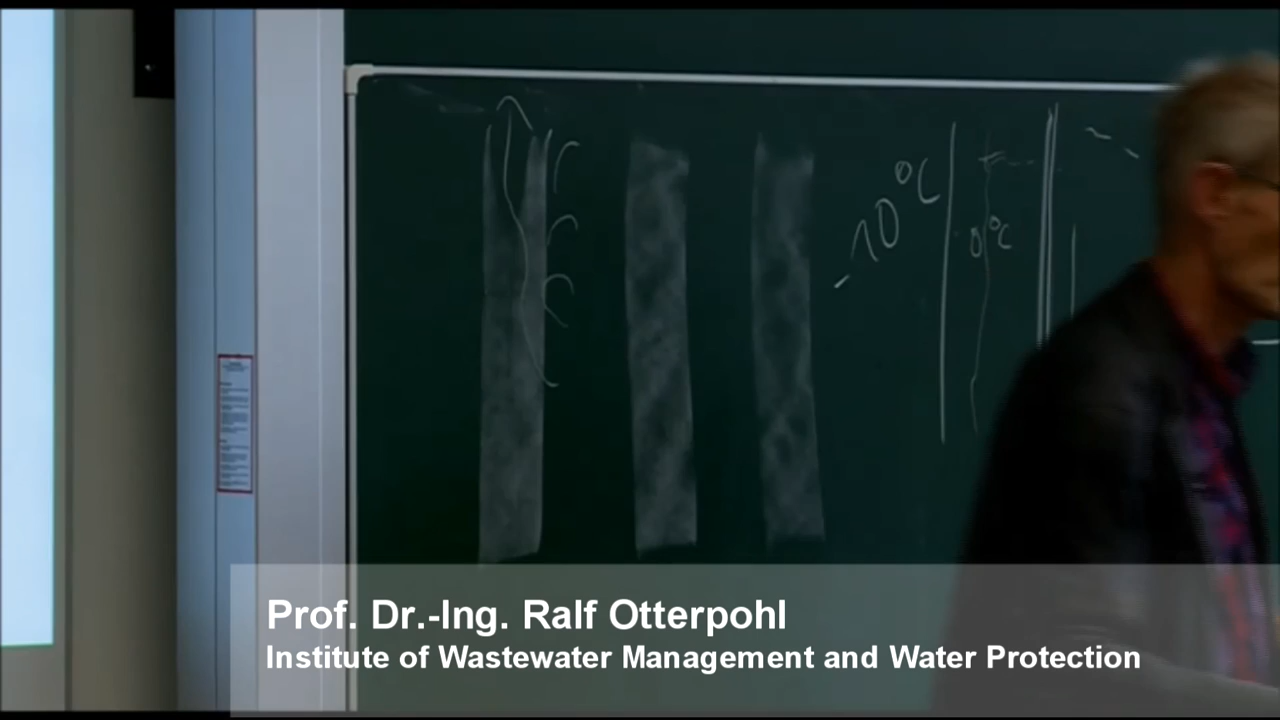 -10 °C
0 °C
Prof. Dr.-Ing. Ralf Otterpohl
Institute of Wastewater Management and Water Protection